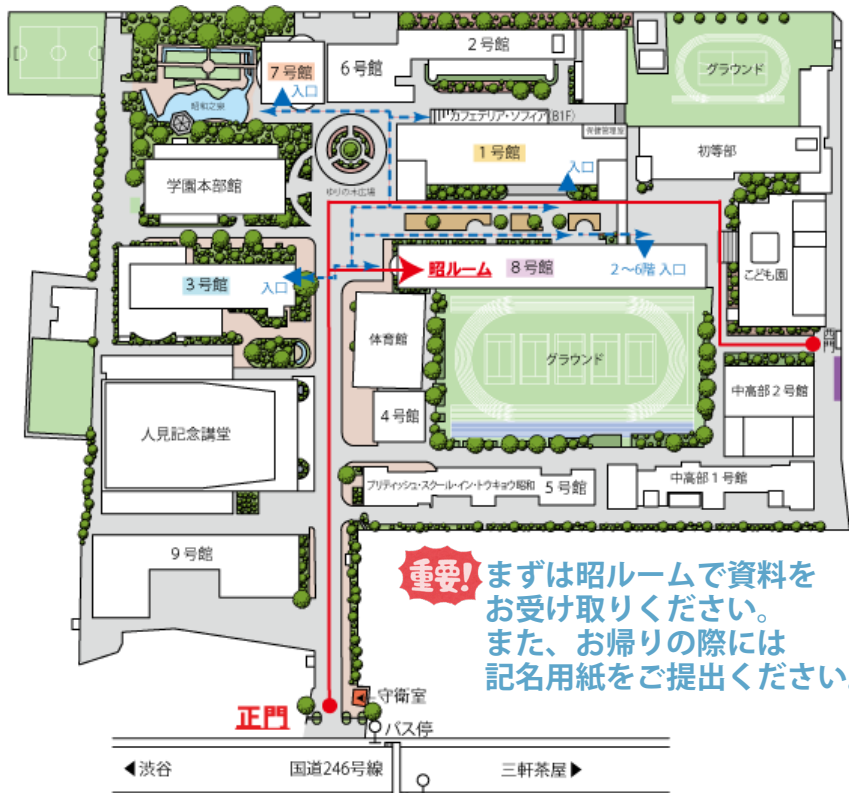 2号館
グラウンド
7号館
6号館
入口
昭和之泉
カフェテリア・ソフィア(B1F)
保健管理室
1号館
初等部
学園本部館
ゆりの木広場
入口
3号館
入口
昭ルーム
8号館
2〜6階 入口
こども園
体育館
グラウンド
西門
4号館
中高部2号館
人見記念講堂
ブリティッシュ・スクール・イン・トウキョウ昭和
5号館
中高部1号館
9号館
重要!
まずは昭ルームで資料を
お受け取りください。
また、お帰りの際には
記名用紙をご提出ください。
正門
守衛室
バス停
◀渋谷
国道246号線
三軒茶屋▶